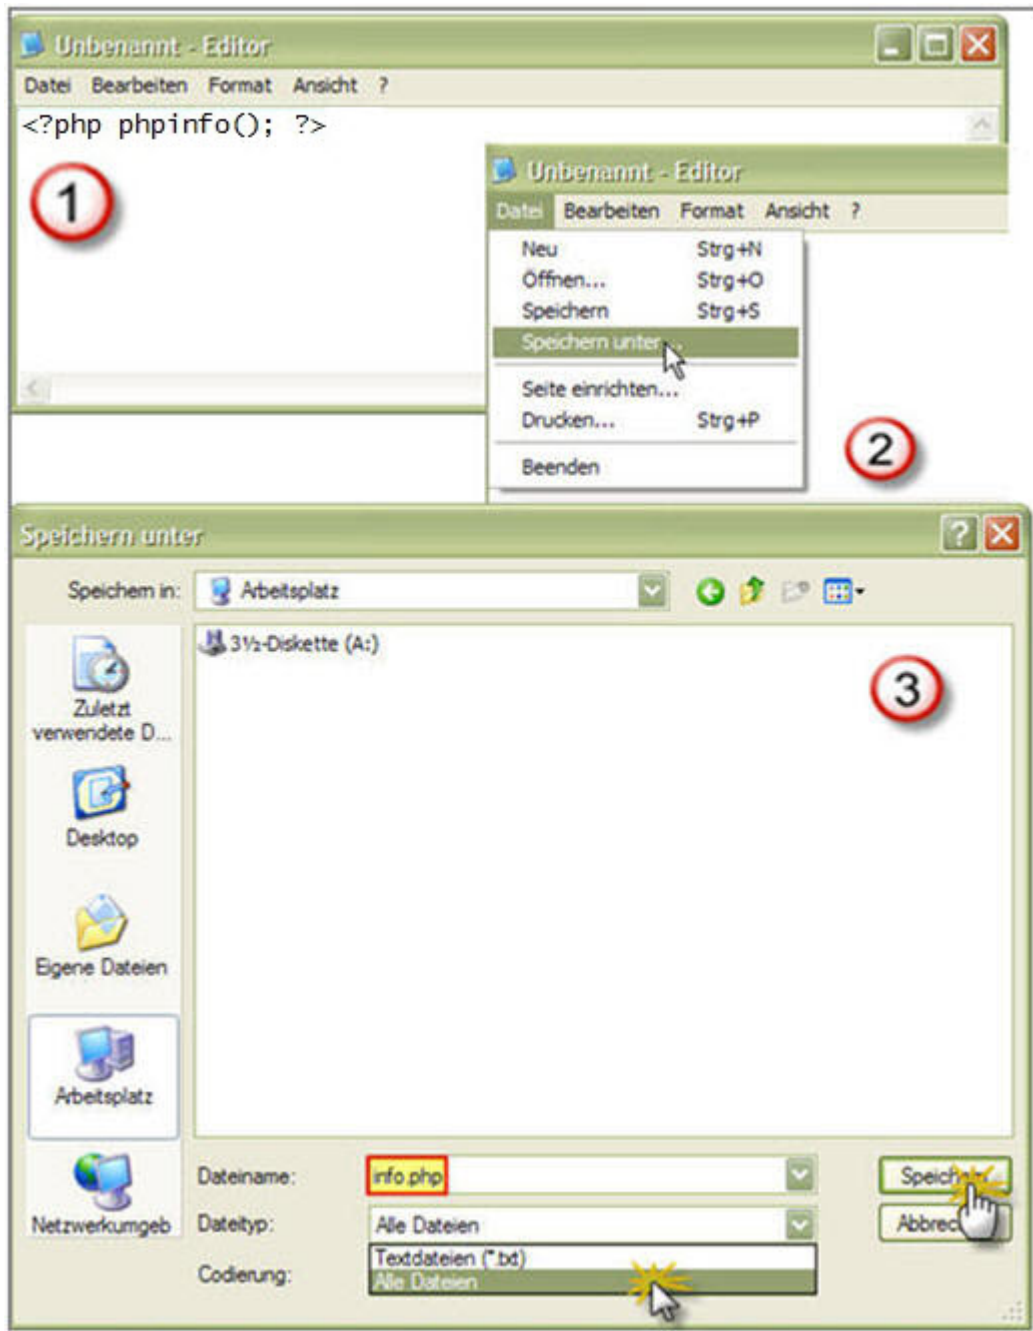 Unbenannt - Editor
Datei Bearbeiten Format Ansicht ?
<?php phpinfo(); ?>
1
Unbenannt - Editor
Datei Bearbeiten Format Ansicht ?
Neu Strg+N
Öffnen... Strg+O
Speichern Strg+S
Speichern unter...
Seite einrichten...
Drucken... Strg+P
Beenden
2
Speichern unter
Speichern in: Arbeitsplatz
3½-Diskette (A:)
3
Zuletzt
verwendete D...
Desktop
Eigene Dateien
Arbeitsplatz
Netzwerkumgeb
Dateiname: info.php
Dateityp: Alle Dateien
Codierung:
Textdateien (*.txt)
Alle Dateien